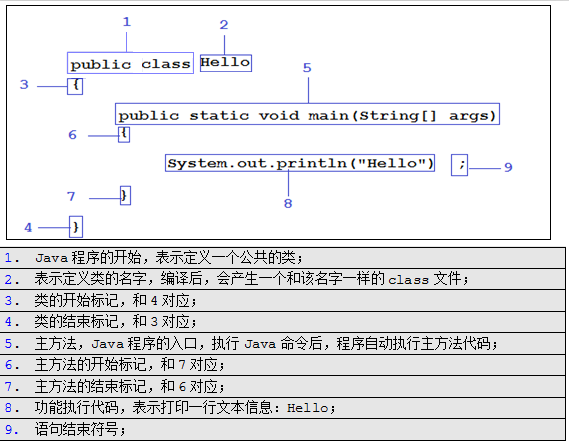 1 2
public class Hello
3 {
5
public static void main(String[] args)
6 {
System.out.println("Hello") ; 9
8
7 }
4 }
1. Java程序的开始，表示定义一个公共的类；
2. 表示定义类的名字，编译后，会产生一个和该名字一样的class文件；
3. 类的开始标记，和4对应；
4. 类的结束标记，和3对应；
5. 主方法，Java程序的入口，执行Java命令后，程序自动执行主方法代码；
6. 主方法的开始标记，和7对应；
7. 主方法的结束标记，和6对应；
8. 功能执行代码，表示打印一行文本信息：Hello；
9. 语句结束符号；